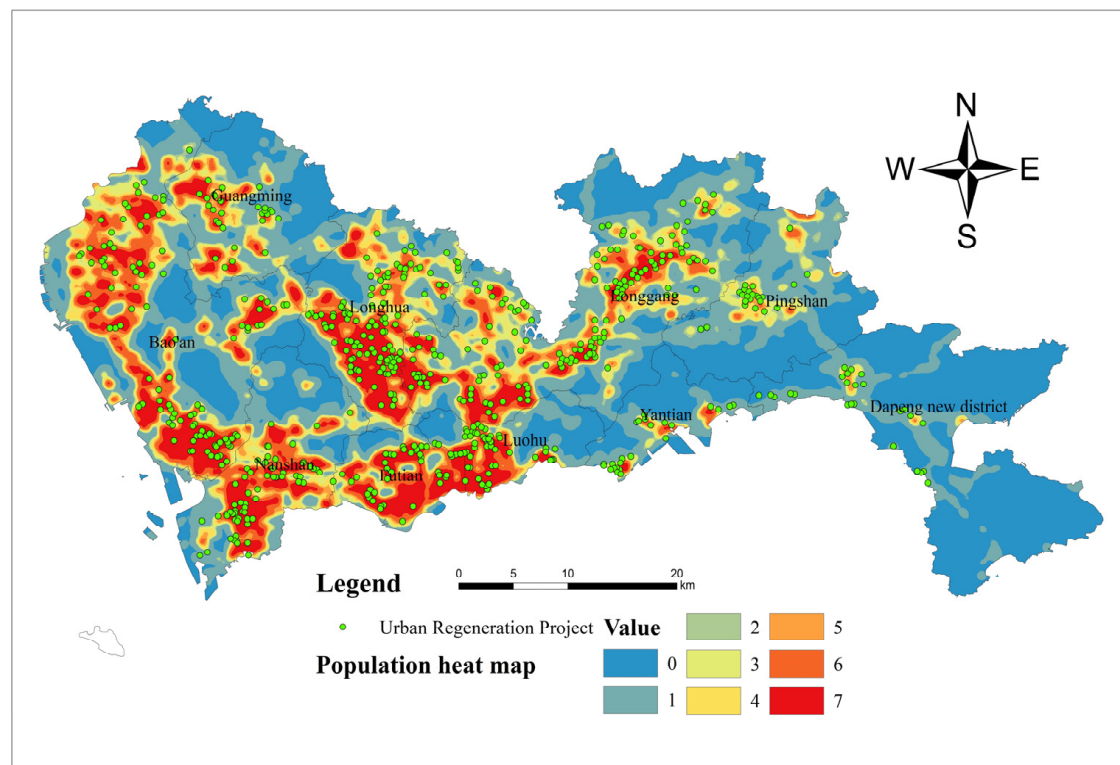 N
W E
S
Guangming
Longhua
Longgang
Pingshan
Bao'an
Dapeng new district
Yantian
Luohu
Nanshan
Futian
Legend
0 5 10 20
km
Urban Regeneration Project
Population heat map
Value
0
1
2
3
4
5
6
7